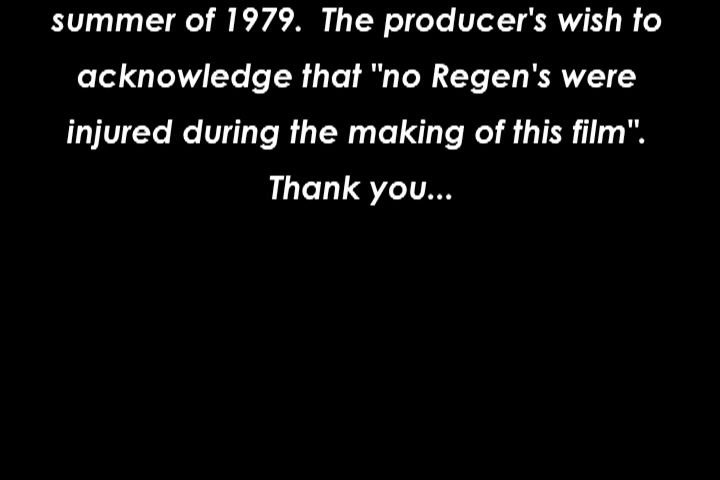 summer of 1979.  The producer's wish to
acknowledge that "no Regen's were
injured during the making of this film".
Thank you...